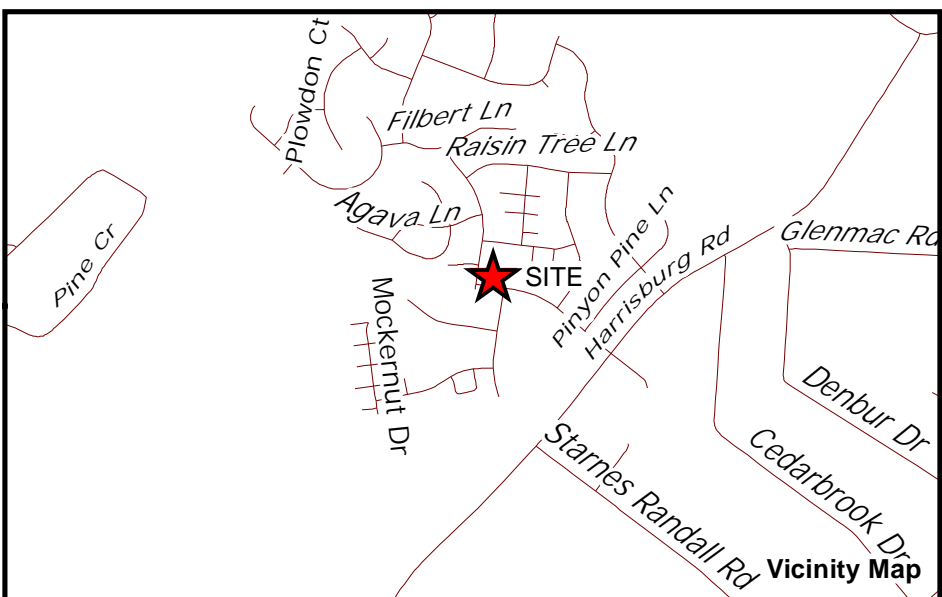 Plowdon Ct
Filbert Ln
Raisin Tree Ln
Agava Ln
Pine Cr
SITE
Pinyon Pine Ln
Harrisburg Rd
Glenmac Rd
Mockernut Dr
Denbur Dr
Cedarbrook Dr
Starnes Randall Rd
Vicinity Map